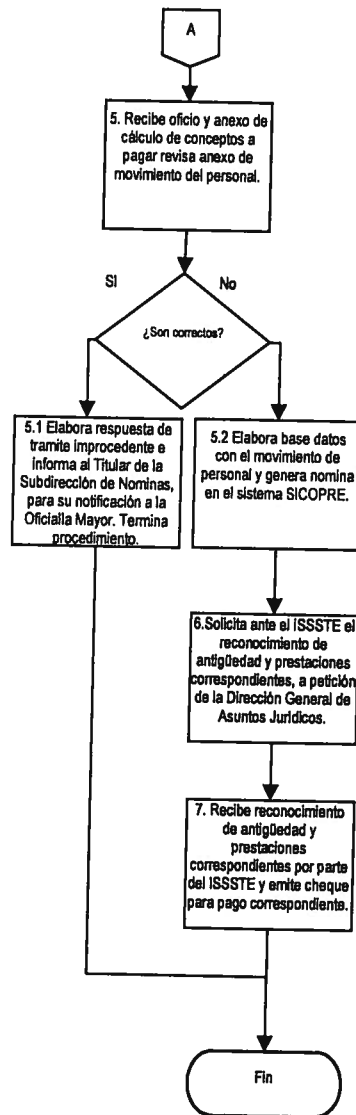 A
5. Recibe oficio y anexo de
cálculo de conceptos a
pagar revisa anexo de
movimiento del personal.
Si
No
¿Son correctos?
5.1 Elabora respuesta de
tramite improcedente e
informa al Titular de la
Subdirección de Nominas,
para su notificación a la
Oficialía Mayor. Termina
procedimiento.
5.2 Elabora base datos
con el movimiento de
personal y genera nomina
en el sistema SICOPRE.
6.Solicita ante el ISSSTE el
reconocimiento de
antigüedad y prestaciones
correspondientes, a petición
de la Dirección General de
Asuntos Jurídicos.
7. Recibe reconocimiento
de antigüedad y
prestaciones
correspondientes por parte
del ISSSTE y emite cheque
para pago correspondiente.
Fin